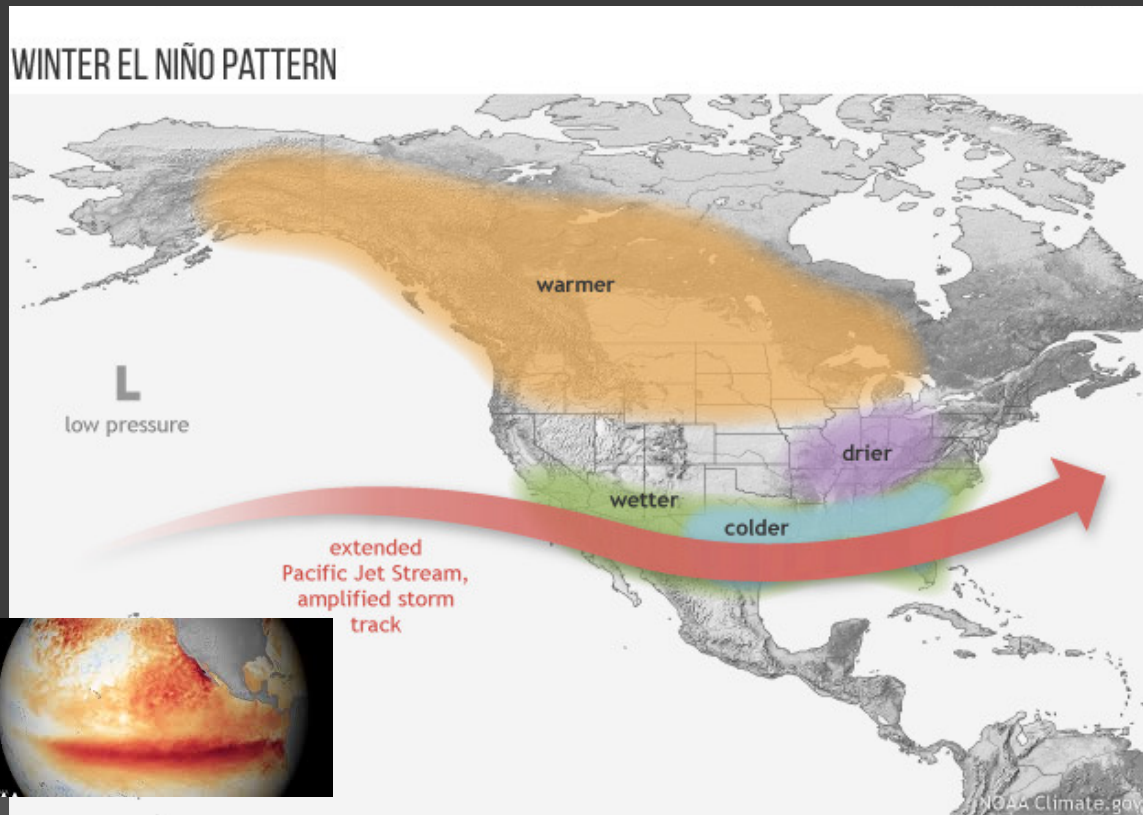 WINTER EL NIÑO PATTERN
warmer
L
low pressure
drier
wetter
colder
extended
Pacific Jet Stream,
amplified storm
track
NOAA Climate.gov